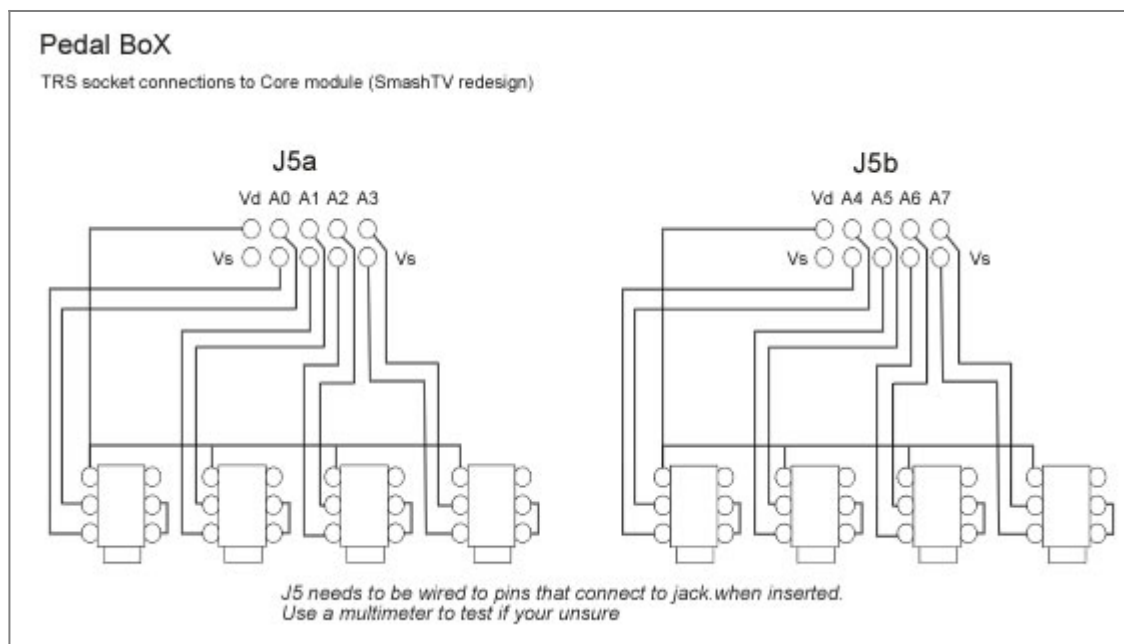 Pedal BoX
TRS socket connections to Core module (SmashTV redesign)
J5a
Vd A0 A1 A2 A3
Vs Vs
J5b
Vd A4 A5 A6 A7
Vs Vs
J5 needs to be wired to pins that connect to jack.when inserted.
Use a multimeter to test if your unsure